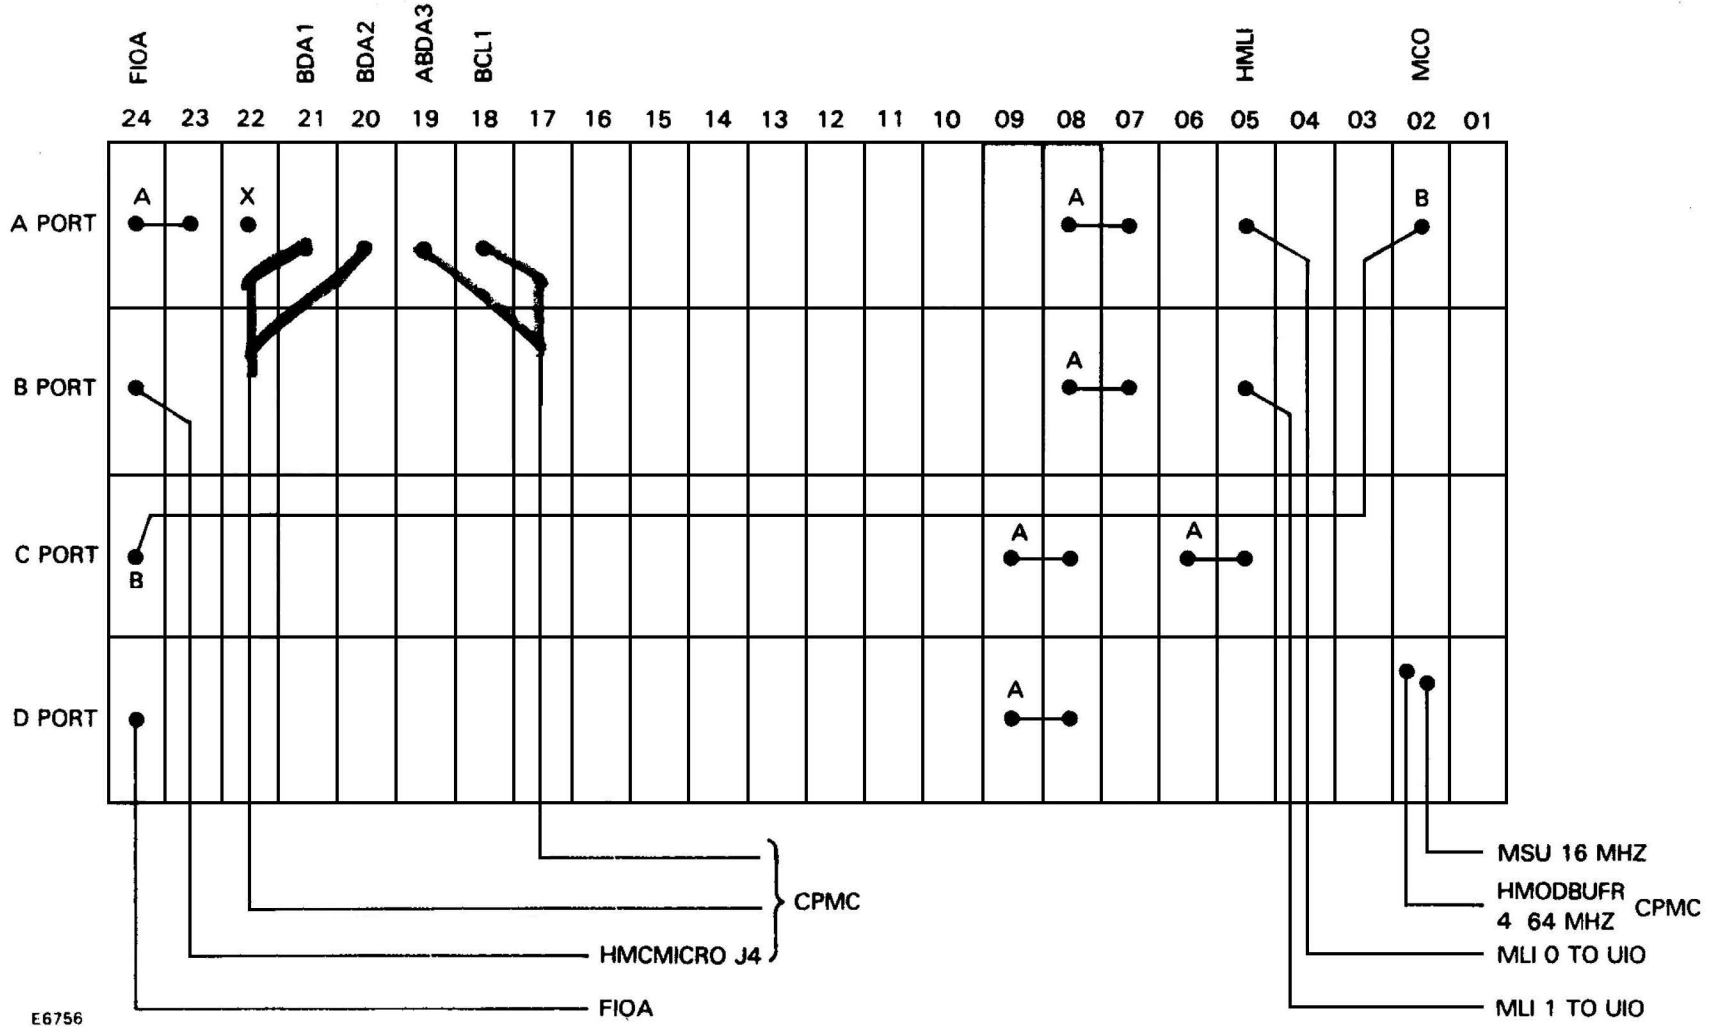 FIOA BDA1 BDA2 ABDA3 BCL1 HMLI MCO
24 23 22 21 20 19 18 17 16 15 14 13 12 11 10 09 08 07 06 05 04 03 02 01
A X A B
A PORT
A
B PORT
A A
C PORT
B
A
D PORT
MSU 16 MHZ
CPMC
HMODBUFR
4 64 MHZ CPMC
HMCMICRO J4
MLI 0 TO UIO
FIOA
MLI 1 TO UIO
E6756